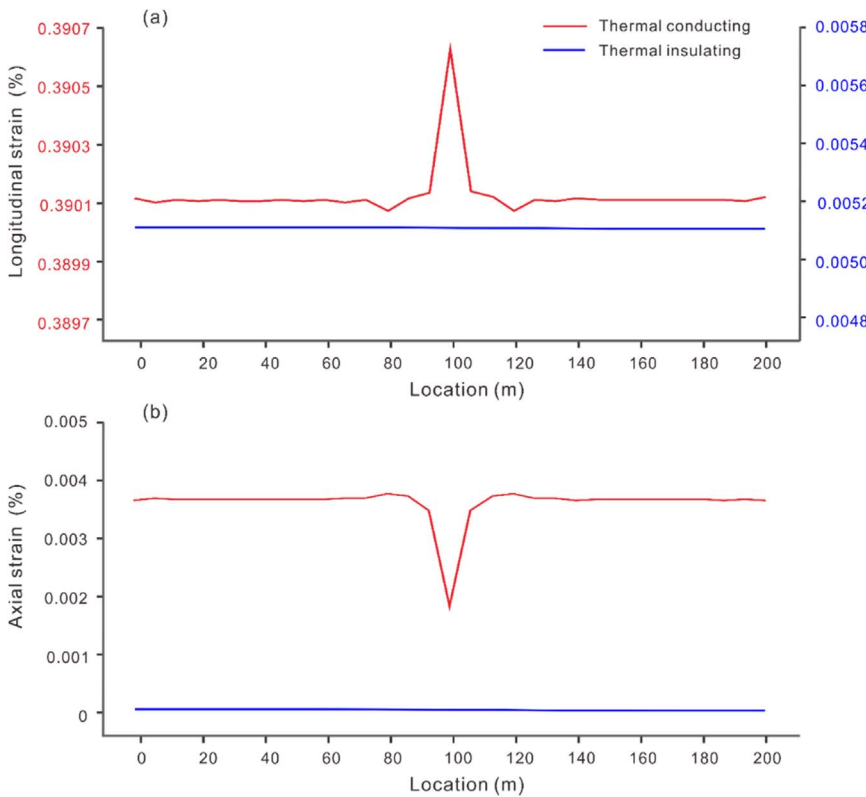 (a)
Thermal conducting
Thermal insulating
0.3907
0.3905
0.3903
0.3901
0.3899
0.3897
Longitudinal strain (%)
0.0058
0.0056
0.0054
0.0052
0.0050
0.0048
0 20 40 60 80 100 120 140 160 180 200
Location (m)
(b)
0.005
0.004
0.003
0.002
0.001
0
Axial strain (%)
0 20 40 60 80 100 120 140 160 180 200
Location (m)